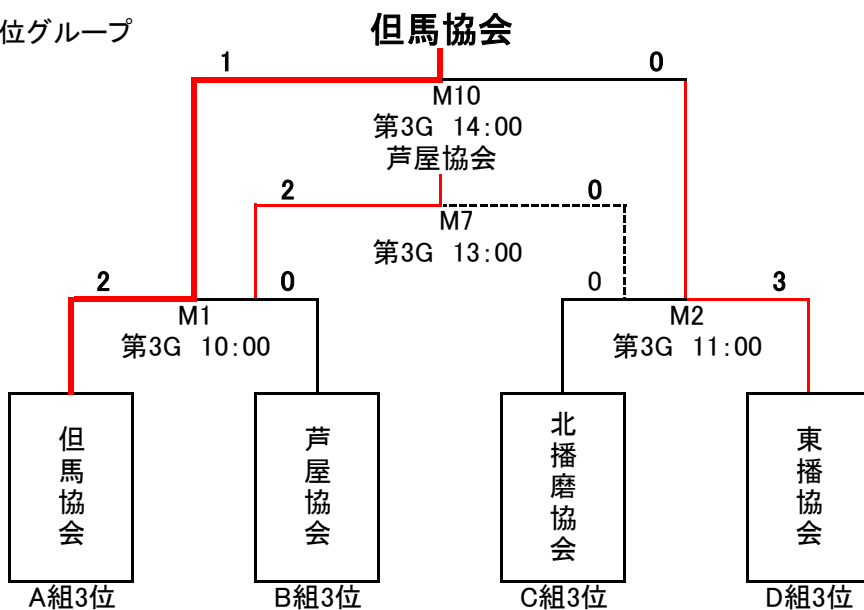 位グループ
但馬協会
1
0
M10
第3G 14:00
芦屋協会
2
0
M7
第3G 13:00
2
0
0
3
M1
M2
第3G 10:00
第3G 11:00
但馬協会
芦屋協会
北播磨協会
東播協会
A組3位
B組3位
C組3位
D組3位